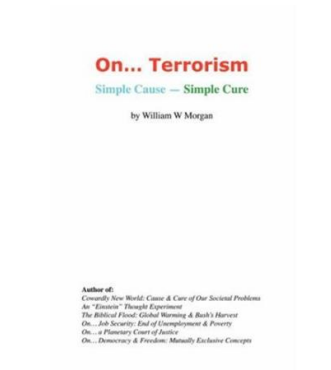 On... Terrorism
Simple Cause — Simple Cure
by William W Morgan
Author of:
Cowardly New World: Cause & Cure of Our Societal Problems
An "Einstein" Thought Experiment
The Biblical Flood: Global Warming & Bush's Harvest
On... Job Security: End of Unemployment & Poverty
On... a Planetary Court of Justice
On... Democracy & Freedom: Mutually Exclusive Concepts